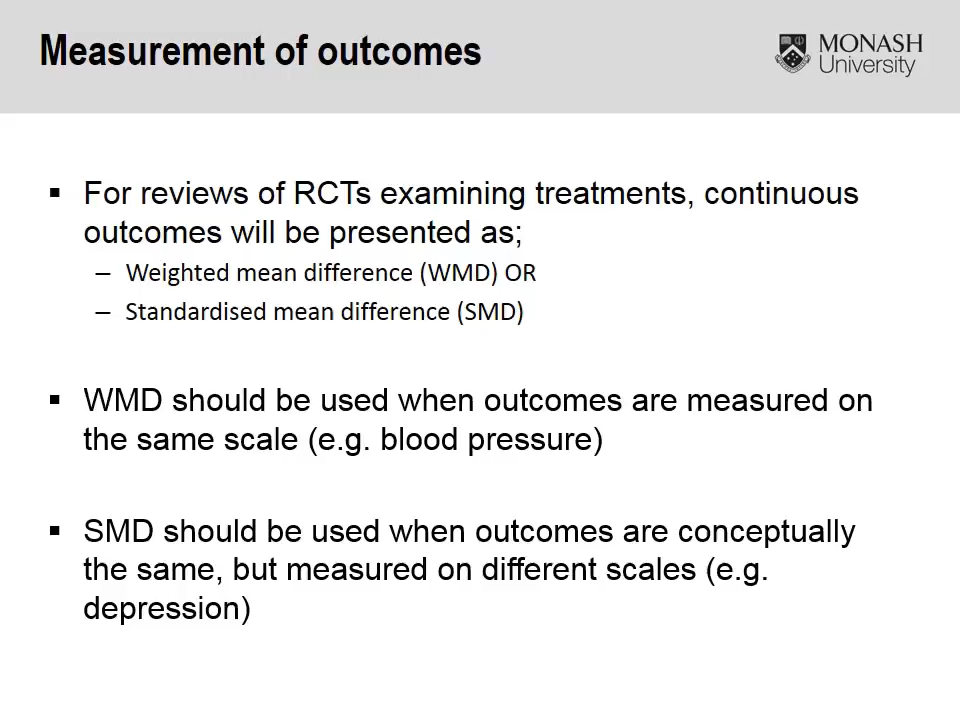 Measurement of outcomes
MONASH
University
▪ For reviews of RCTs examining treatments, continuous
outcomes will be presented as;
– Weighted mean difference (WMD) OR
– Standardised mean difference (SMD)
▪ WMD should be used when outcomes are measured on
the same scale (e.g. blood pressure)
▪ SMD should be used when outcomes are conceptually
the same, but measured on different scales (e.g.
depression)